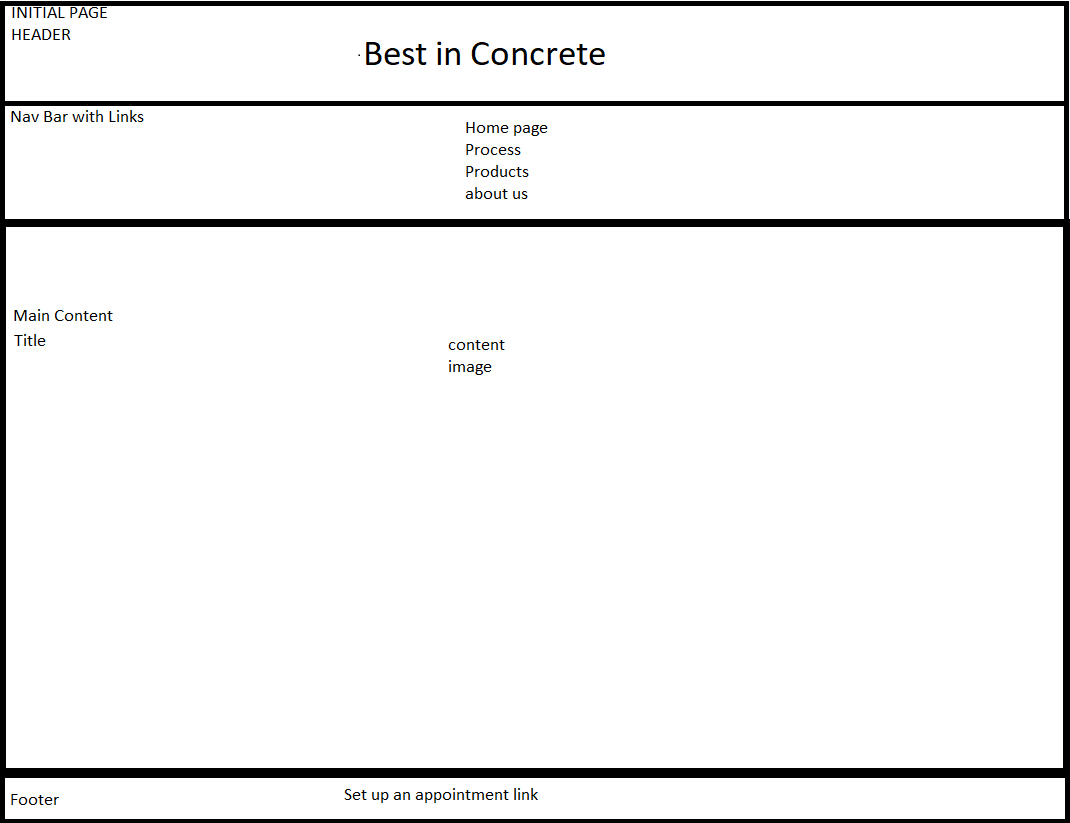 INITIAL PAGE
HEADER
Best in Concrete
Nav Bar with Links
Home page
Process
Products
about us
Main Content
Title
content
image
Footer
Set up an appointment link